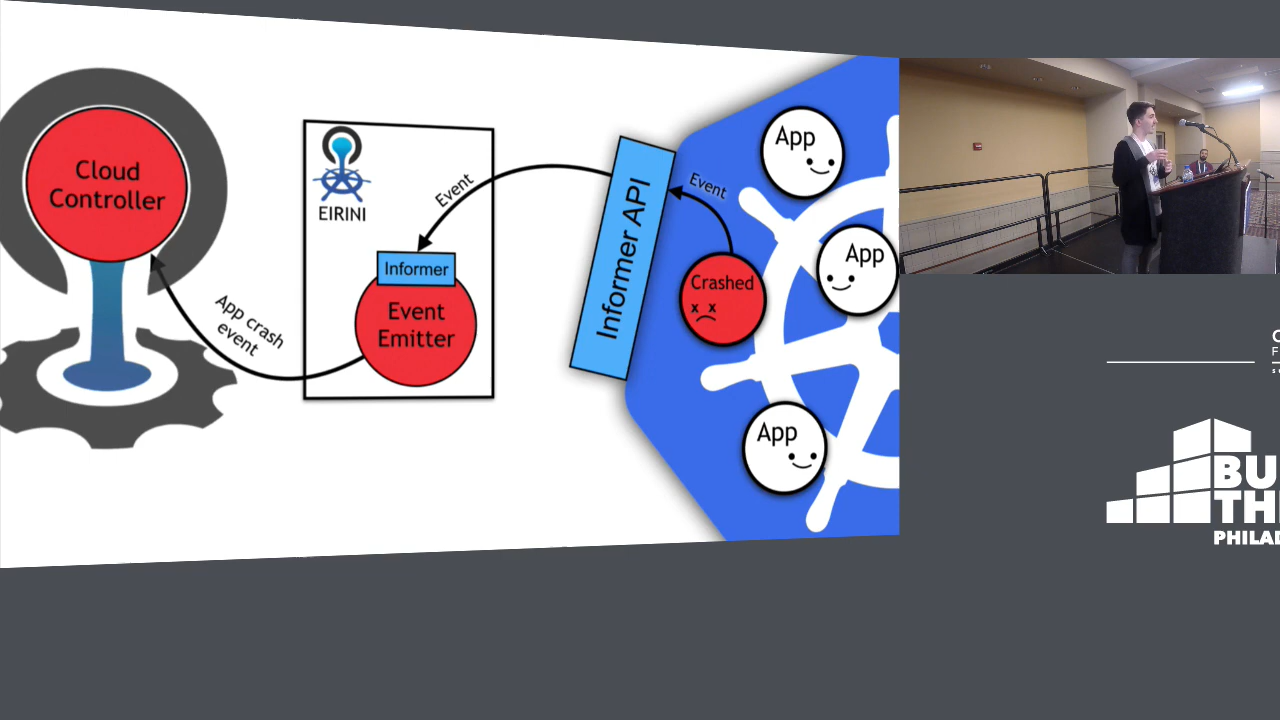 Cloud
Controller
App crash
event
EIRINI
Event
Informer
Event
Emitter
Informer API
Event
Crashed
App
App
App
BU
TH
PHILAD